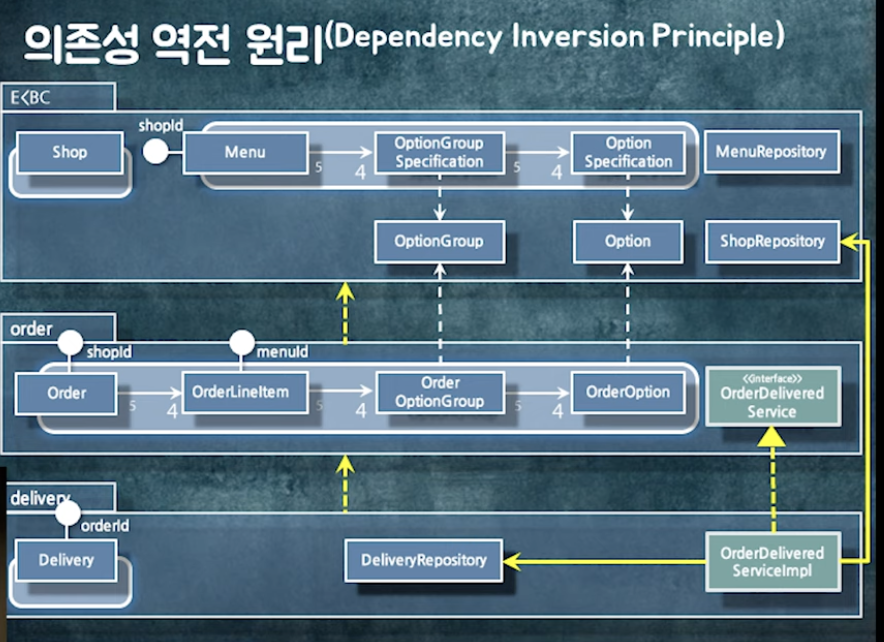 의존성 역전 원리(Dependency Inversion Principle)
E<BC
shopId
Shop
Menu
5
4
OptionGroup
Specification
5
4
Option
Specification
MenuRepository
OptionGroup
Option
ShopRepository
order
shopId
menuId
Order
5
4
OrderLineItem
5
4
Order
OptionGroup
5
4
OrderOption
<<Gnterface>>
OrderDelivered
Service
delivery
orderId
Delivery
DeliveryRepository
OrderDelivered
ServiceImpl